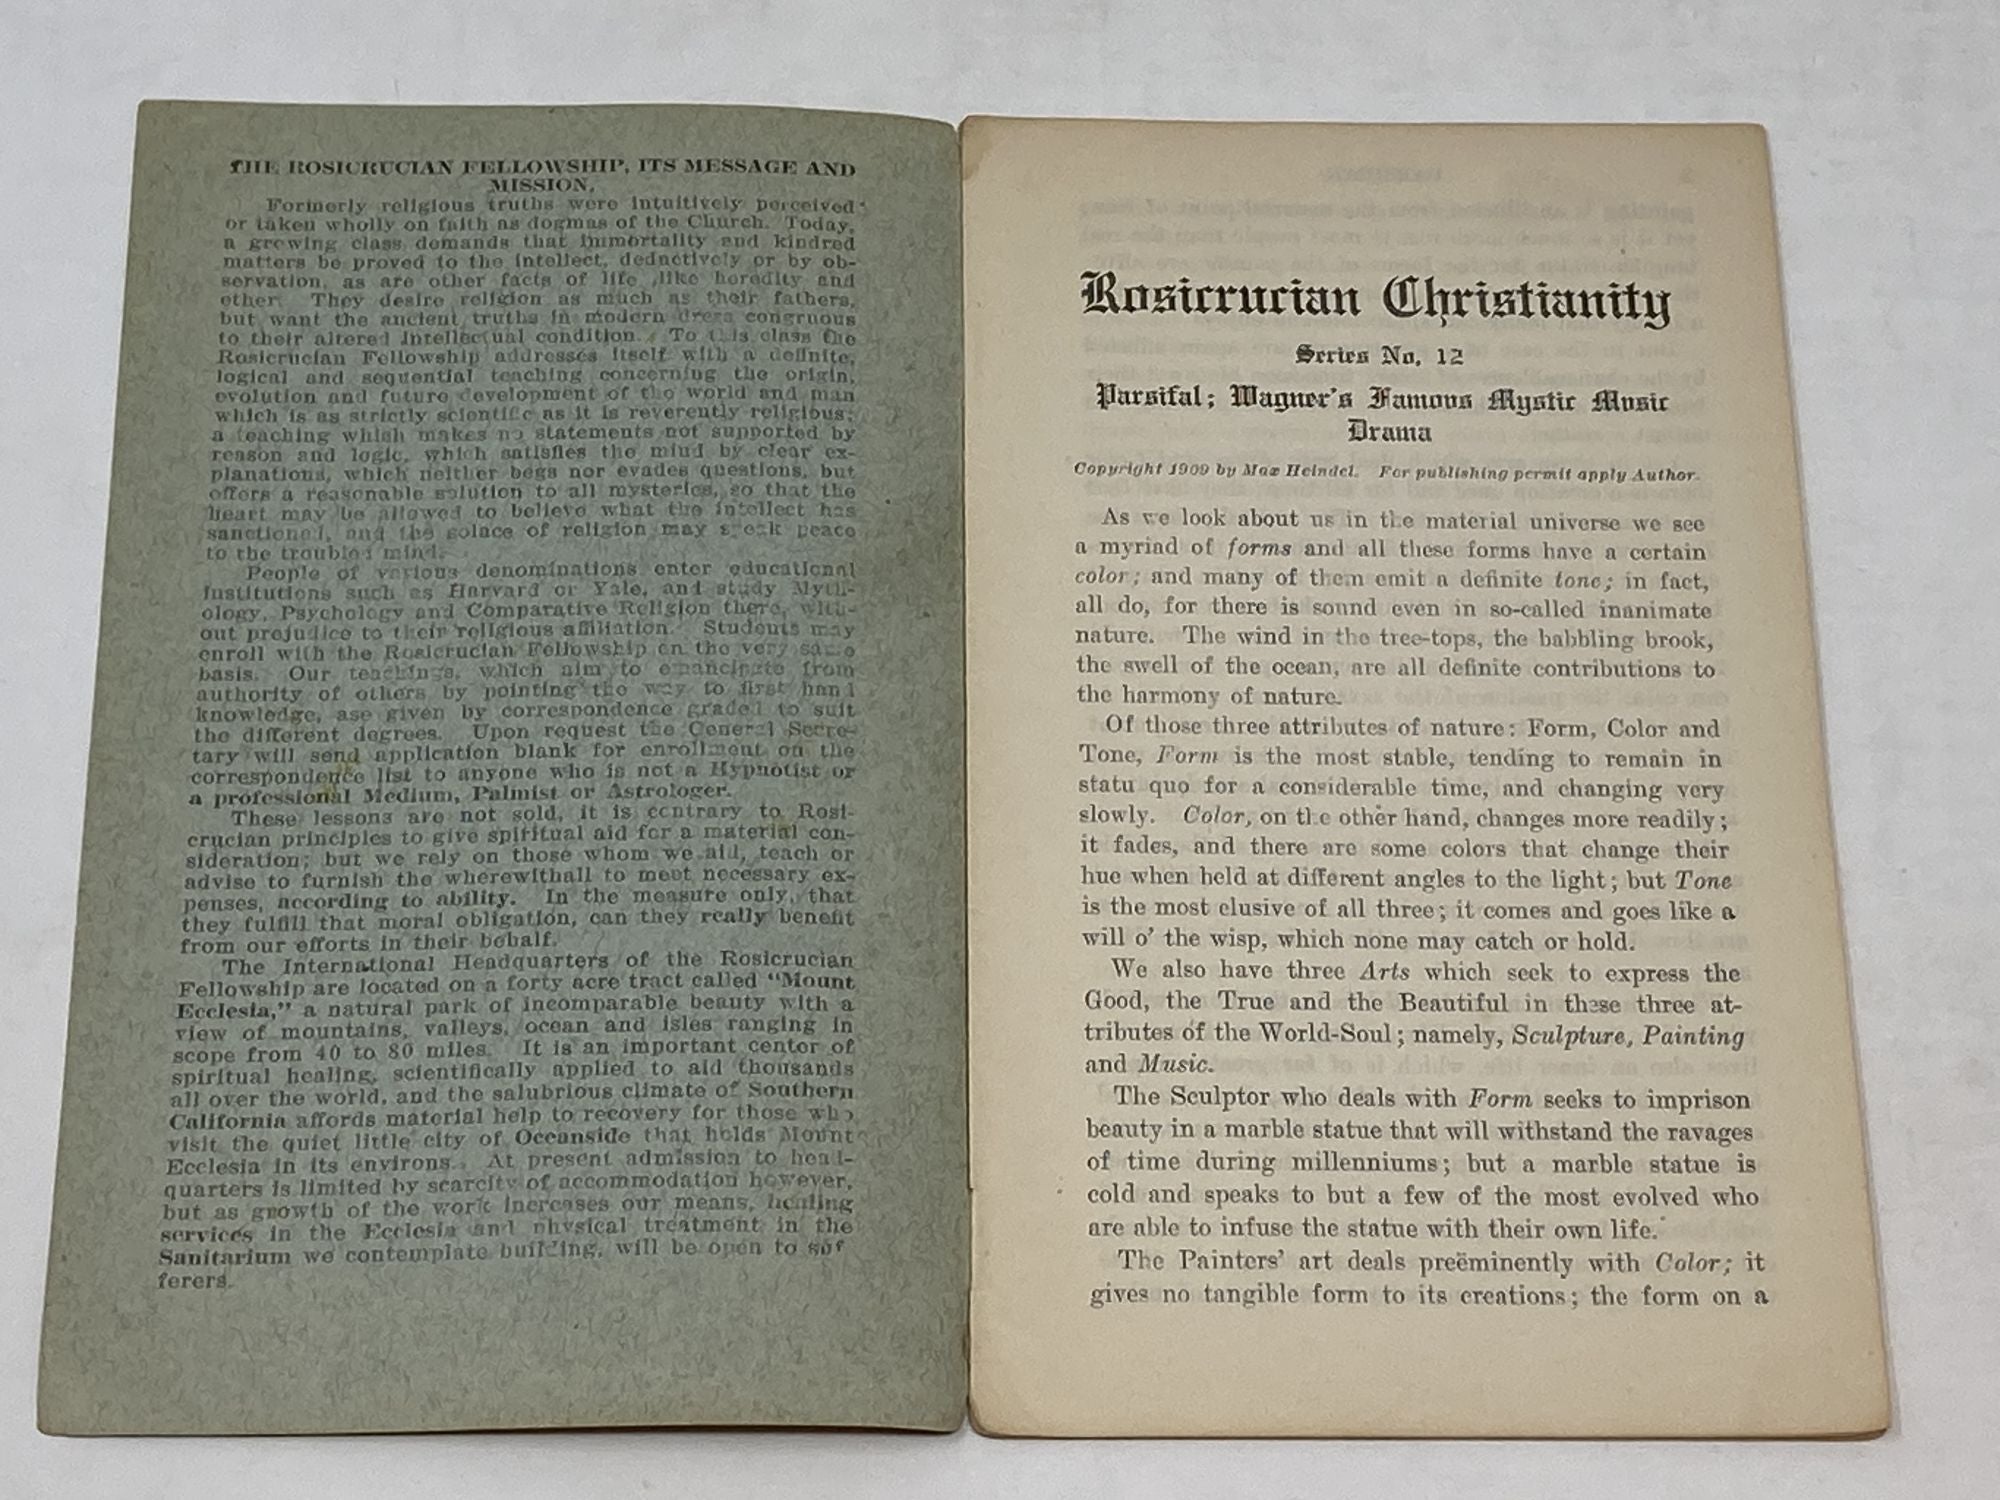 THE ROSICRUCIAN FELLOWSHIP, ITS MESSAGE AND
MISSION.
Formerly religious truths were intuitively perceived
or taken wholly on faith as dogmas of the Church. Today,
a growing class demands that immortality and kindred
matters be proved to the intellect, deductively or by ob-
servation, as are other facts of life ,like heredity and
ether. They desire religion as much as their fathers,
but want the ancient truths in modern dress congruous
to their altered intellectual condition. To this class the
Rosicrucian Fellowship addresses itself with a definite,
logical and sequential teaching concerning the origin,
evolution and future development of the world and man
which is as strictly scientific as it is reverently religious;
a teaching which makes no statements not supported by
reason and logic, which satisfies the mind by clear ex-
planations, which neither begs nor evades questions, but
offers a reasonable solution to all mysteries, so that the
heart may be allowed to believe what the intellect has
sanctioned, and the solace of religion may speak peace
to the troubled mind.
People of various denominations enter educational
Institutions such as Harvard or Yale, and study Myth-
ology, Psychology and Comparative Religion there, with-
out prejudice to their religious affiliation. Students may
enroll with the Rosicrucian Fellowship on the very same
basis. Our teachings, which aim to emancipate from
authority of others by pointing the way to first hand
knowledge, ase given by correspondence graded to suit
the different degrees. Upon request the General Secre-
tary will send application blank for enrollment on the
correspondence list to anyone who is not a Hypnotist or
a professional Medium, Palmist or Astrologer.
These lessons are not sold, it is contrary to Rosi-
crucian principles to give spiritual aid for a material con-
sideration; but we rely on those whom we aid, teach or
advise to furnish the wherewithall to meet necessary ex-
penses, according to ability. In the measure only, that
they fulfill that moral obligation, can they really benefit
from our efforts in their behalf.
The International Headquarters of the Rosicrucian
Fellowship are located on a forty acre tract called "Mount
Ecclesia," a natural park of incomparable beauty with a
view of mountains, valleys, ocean and isles ranging in
scope from 40 to 80 miles. It is an important center of
spiritual healing, scientifically applied to aid thousands
all over the world, and the salubrious climate of Southern
California affords material help to recovery for those who
visit the quiet little city of Oceanside that holds Mount
Ecclesia in its environs. At present admission to head-
quarters is limited by scarcity of accommodation however,
but as growth of the work increases our means, healing
services in the Ecclesia and physical treatment in the
Sanitarium we contemplate building, will be open to suf
ferers.
Rosicrucian Christianity
Series No. 12
Parsifal; Wagner's Famous Mystic Music
Drama
Copyright 1909 by Max Heindel. For publishing permit apply Author.
As we look about us in the material universe we see
a myriad of forms and all these forms have a certain
color; and many of them emit a definite tone; in fact,
all do, for there is sound even in so-called inanimate
nature. The wind in the tree-tops, the babbling brook,
the swell of the ocean, are all definite contributions to
the harmony of nature.
Of those three attributes of nature: Form, Color and
Tone, Form is the most stable, tending to remain in
statu quo for a considerable time, and changing very
slowly. Color, on the other hand, changes more readily;
it fades, and there are some colors that change their
hue when held at different angles to the light; but Tone
is the most elusive of all three; it comes and goes like a
will o' the wisp, which none may catch or hold.
We also have three Arts which seek to express the
Good, the True and the Beautiful in these three at-
tributes of the World-Soul; namely, Sculpture, Painting
and Music.
The Sculptor who deals with Form seeks to imprison
beauty in a marble statue that will withstand the ravages
of time during millenniums; but a marble statue is
cold and speaks to but a few of the most evolved who
are able to infuse the statue with their own life.
The Painters' art deals preëminently with Color; it
gives no tangible form to its creations; the form on a